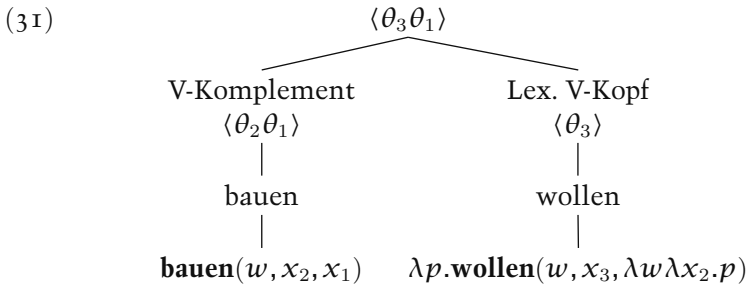 (31) ⟨θ₃θ₁⟩
V-Komplement Lex. V-Kopf
⟨θ₂θ₁⟩ ⟨θ₃⟩
bauen wollen
bauen(w, x₂, x₁) λp.wollen(w, x₃, λwλx₂.p)